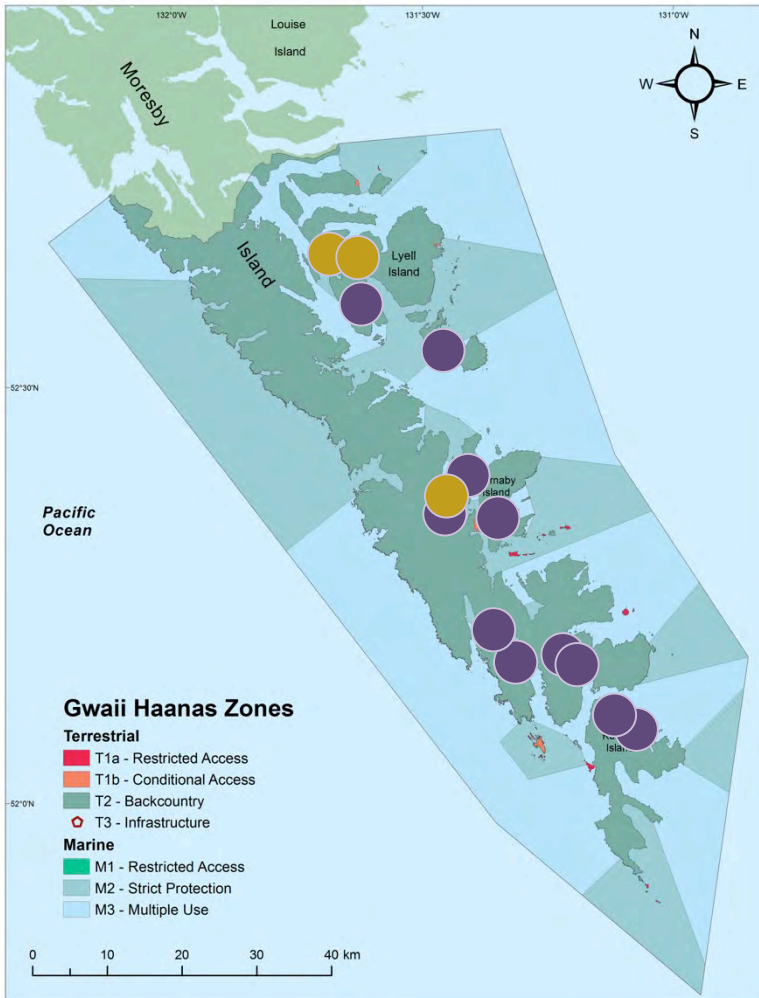 132°0'W
131°30'W
131°0'W
Louise
Island
Moresby
N
W
E
S
Island
Lyell
Island
52°30'N
Island
Pacific
Ocean
Gwaii Haanas Zones
Terrestrial
T1a - Restricted Access
T1b - Conditional Access
T2 - Backcountry
T3 - Infrastructure
52°0'N
Marine
M1 - Restricted Access
M2 - Strict Protection
M3 - Multiple Use
0 10 20 30 40 km